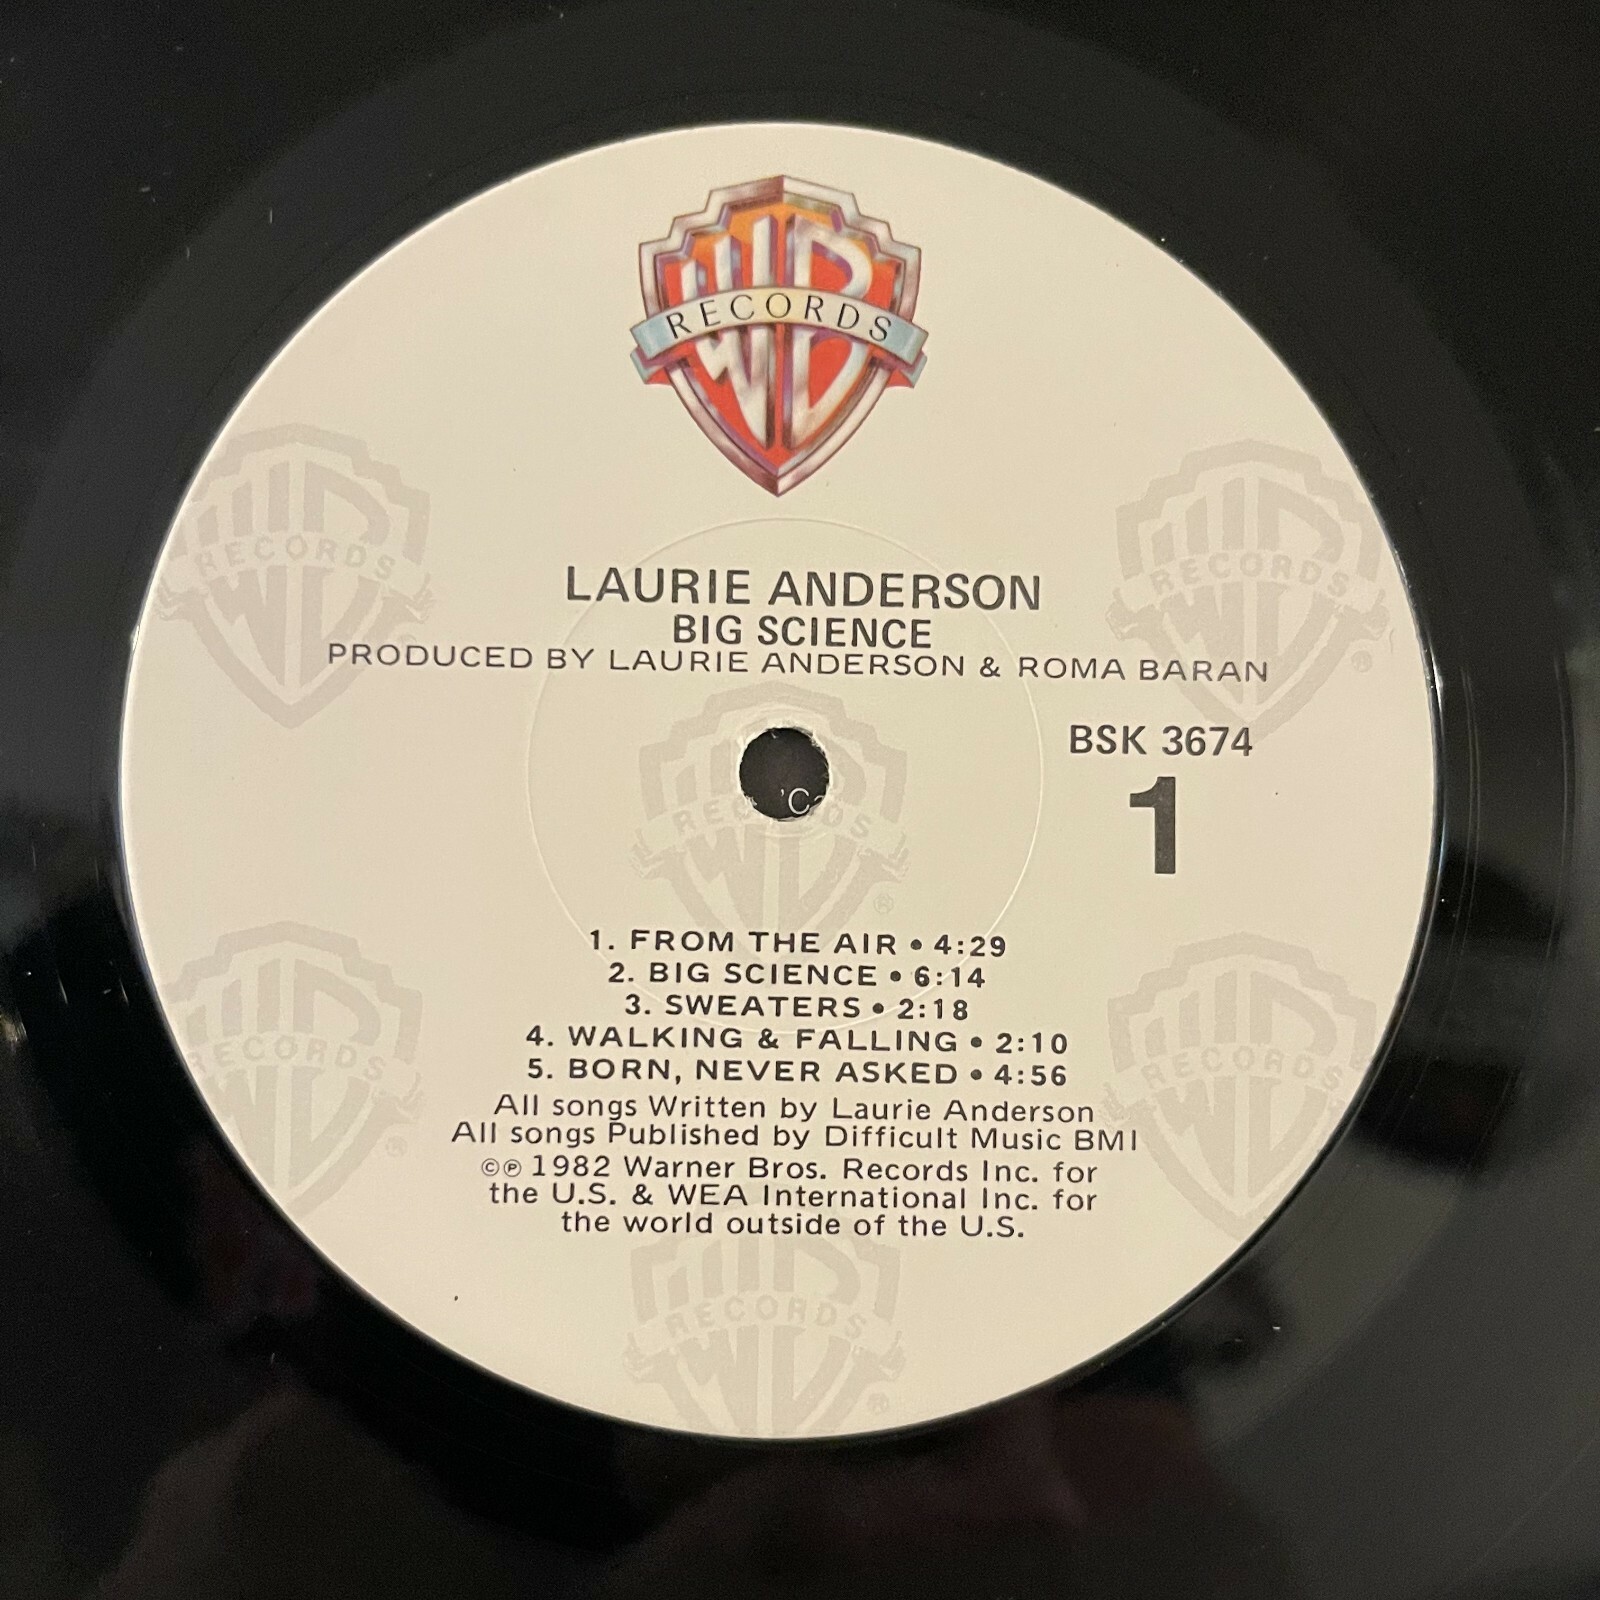 WB
RECORDS
LAURIE ANDERSON
BIG SCIENCE
PRODUCED BY LAURIE ANDERSON & ROMA BARAN
BSK 3674
1
1. FROM THE AIR • 4:29
2. BIG SCIENCE • 6:14
3. SWEATERS • 2:18
4. WALKING & FALLING • 2:10
5. BORN, NEVER ASKED • 4:56
All songs Written by Laurie Anderson
All songs Published by Difficult Music BMI
©℗ 1982 Warner Bros. Records Inc. for
the U.S. & WEA International Inc. for
the world outside of the U.S.